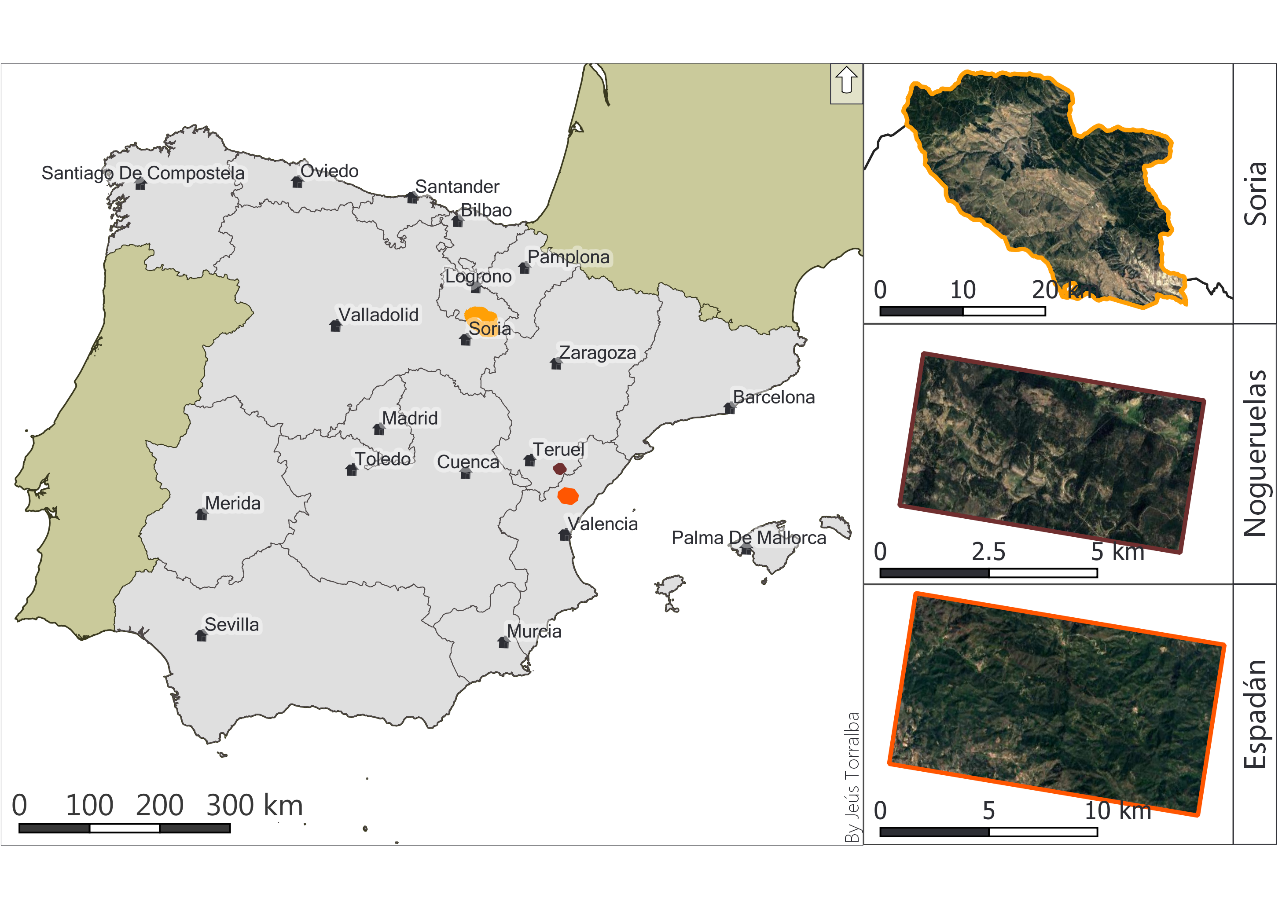 Santiago De Compostela
Oviedo
Santander
Bilbao
Pamplona
Logrono
Valladolid
Soria
Zaragoza
Barcelona
Madrid
Toledo
Cuenca
Teruel
Merida
Valencia
Palma De Mallorca
Sevilla
Murcia
0 100 200 300 km
By Jeús Torralba
0 10 20 km
Soria
0 2.5 5 km
Nogueruelas
0 5 10 km
Espadán